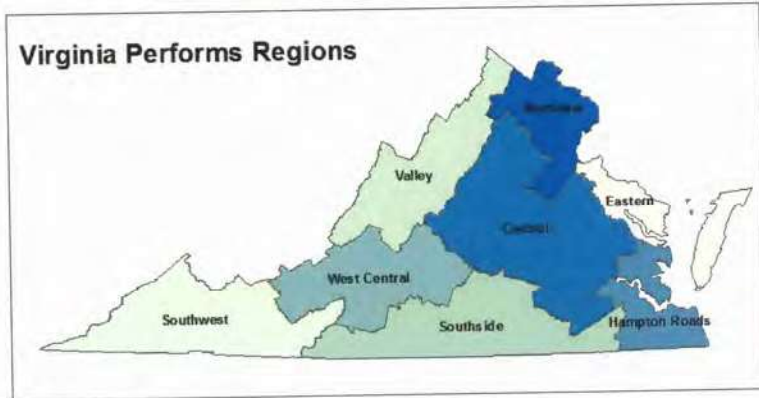 Virginia Performs Regions
Northern
Valley
Eastern
Central
West Central
Southwest
Southside
Hampton Roads